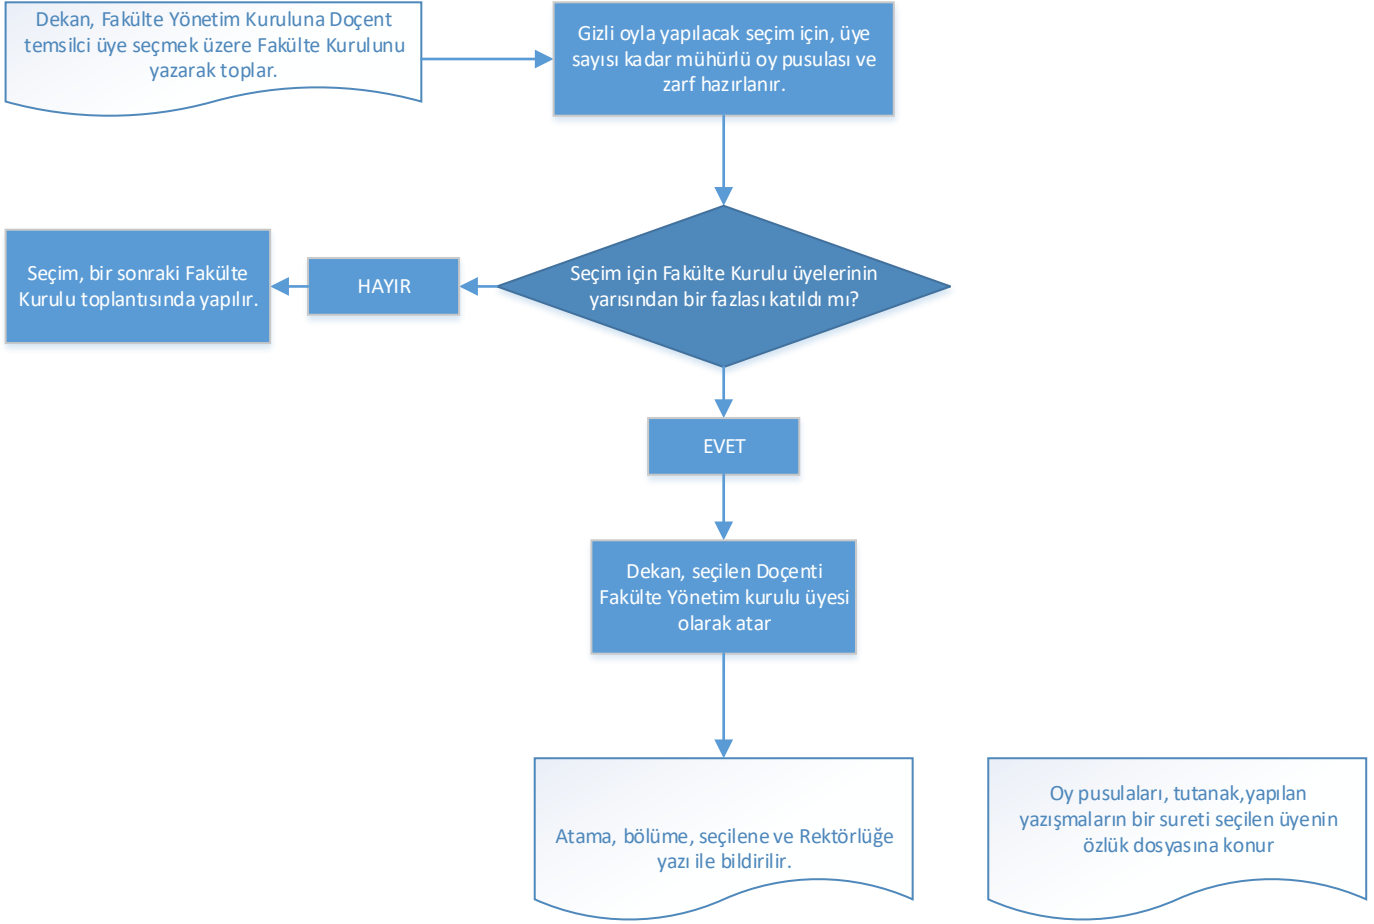 Dekan, Fakülte Yönetim Kuruluna Doçent
temsilci üye seçmek üzere Fakülte Kurulunu
yazarak toplar.
Gizli oyla yapılacak seçim için, üye
sayısı kadar mühürlü oy pusulası ve
zarf hazırlanır.
Seçim için Fakülte Kurulu üyelerinin
yarısından bir fazlası katıldı mı?
HAYIR
Seçim, bir sonraki Fakülte
Kurulu toplantısında yapılır.
EVET
Dekan, seçilen Doçenti
Fakülte Yönetim kurulu üyesi
olarak atar
Atama, bölüme, seçilene ve Rektörlüğe
yazı ile bildirilir.
Oy pusulaları, tutanak,yapılan
yazışmaların bir sureti seçilen üyenin
özlük dosyasına konur